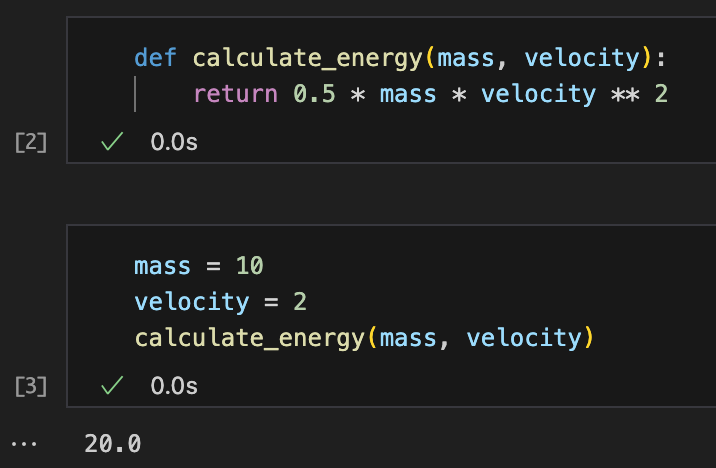 def calculate_energy(mass, velocity):
    return 0.5 * mass * velocity ** 2
[2]
0.0s
mass = 10
velocity = 2
calculate_energy(mass, velocity)
[3]
0.0s
... 20.0